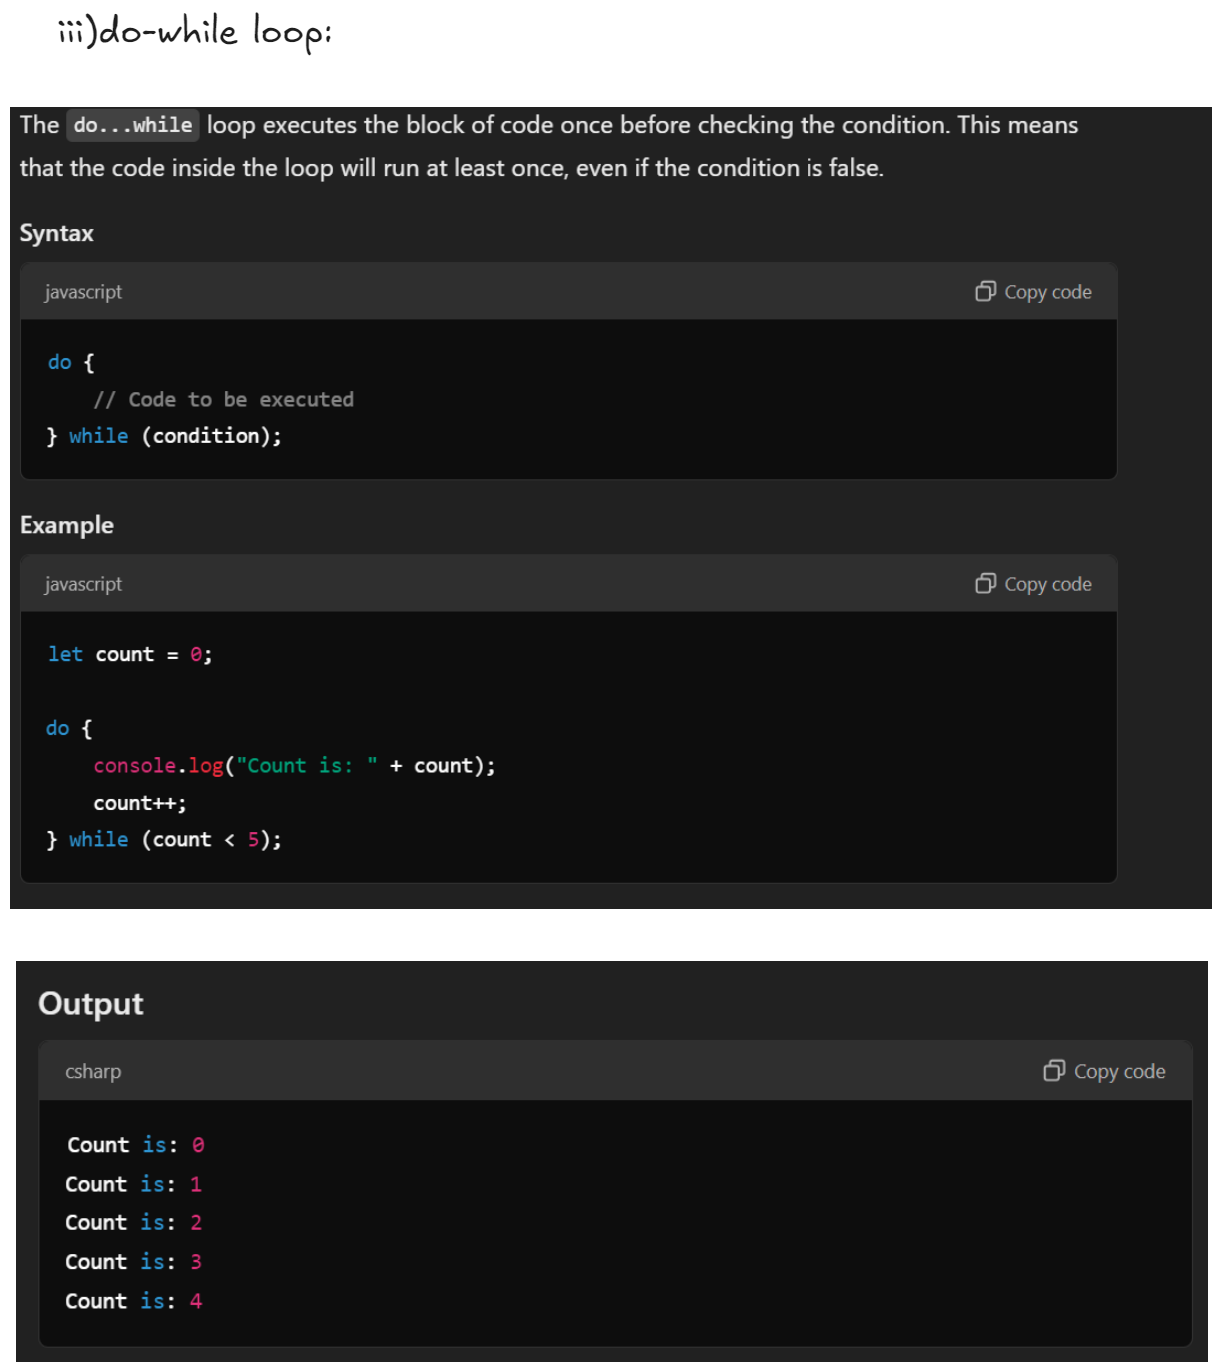 iii)do-while loop:
The do...while loop executes the block of code once before checking the condition. This means
that the code inside the loop will run at least once, even if the condition is false.
Syntax
javascript Copy code
do {
    // Code to be executed
} while (condition);
Example
javascript Copy code
let count = 0;
do {
    console.log("Count is: " + count);
    count++;
} while (count < 5);
Output
csharp Copy code
Count is: 0
Count is: 1
Count is: 2
Count is: 3
Count is: 4